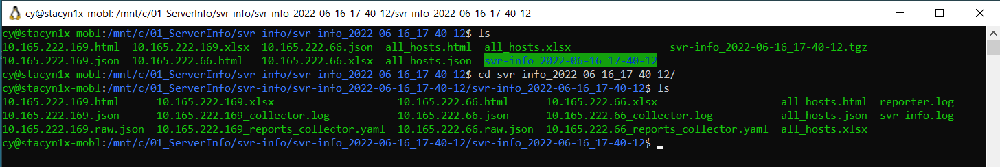 cy@stacyn1x-mobl: /mnt/c/01_ServerInfo/svr-info/svr-info_2022-06-16_17-40-12/svr-info_2022-06-16_17-40-12
cy@stacyn1x-mobl:/mnt/c/01_ServerInfo/svr-info/svr-info_2022-06-16_17-40-12$ ls
10.165.222.169.html 10.165.222.169.xlsx 10.165.222.66.json all_hosts.html all_hosts.xlsx svr-info_2022-06-16_17-40-12.tgz
10.165.222.169.json 10.165.222.66.html 10.165.222.66.xlsx all_hosts.json svr-info_2022-06-16_17-40-12
cy@stacyn1x-mobl:/mnt/c/01_ServerInfo/svr-info/svr-info_2022-06-16_17-40-12$ cd svr-info_2022-06-16_17-40-12/
cy@stacyn1x-mobl:/mnt/c/01_ServerInfo/svr-info/svr-info_2022-06-16_17-40-12/svr-info_2022-06-16_17-40-12$ ls
10.165.222.169.html 10.165.222.169.xlsx 10.165.222.66.html 10.165.222.66.xlsx all_hosts.html reporter.log
10.165.222.169.json 10.165.222.169_collector.log 10.165.222.66.json 10.165.222.66_collector.log all_hosts.json svr-info.log
10.165.222.169.raw.json 10.165.222.169_reports_collector.yaml 10.165.222.66.raw.json 10.165.222.66_reports_collector.yaml all_hosts.xlsx
cy@stacyn1x-mobl:/mnt/c/01_ServerInfo/svr-info/svr-info_2022-06-16_17-40-12/svr-info_2022-06-16_17-40-12$